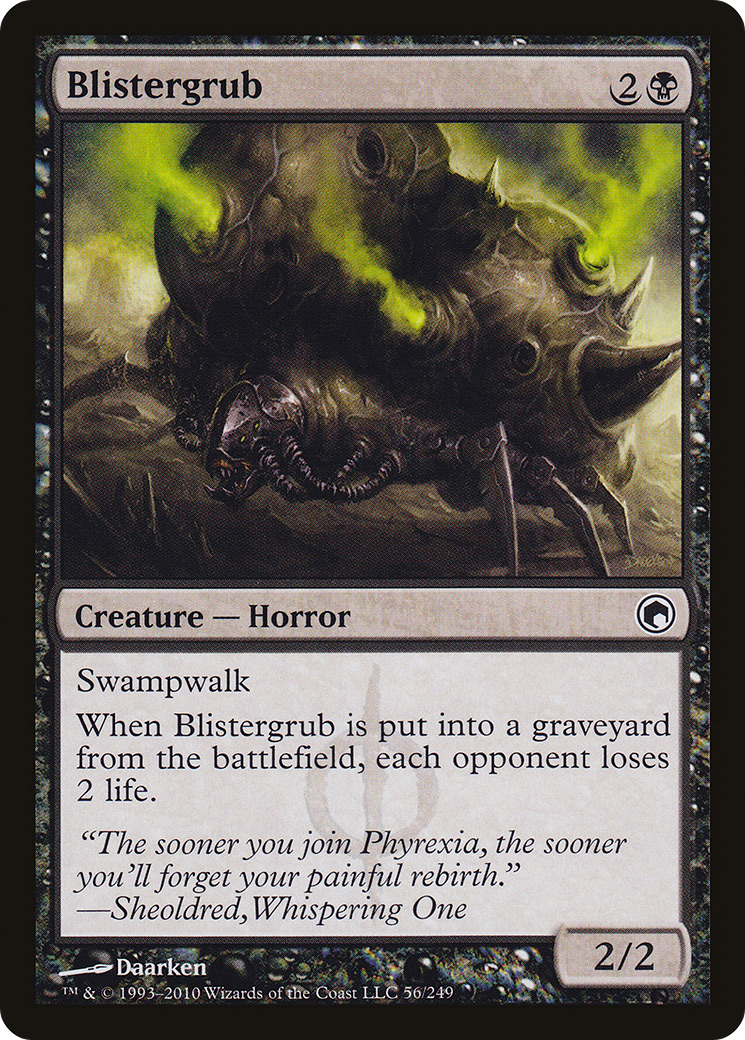 Blistergrub 2
Creature — Horror
Swampwalk
When Blistergrub is put into a graveyard
from the battlefield, each opponent loses
2 life.
“The sooner you join Phyrexia, the sooner
you’ll forget your painful rebirth.”
—Sheoldred, Whispering One
2/2
Daarken
™ & © 1993–2010 Wizards of the Coast LLC 56/249